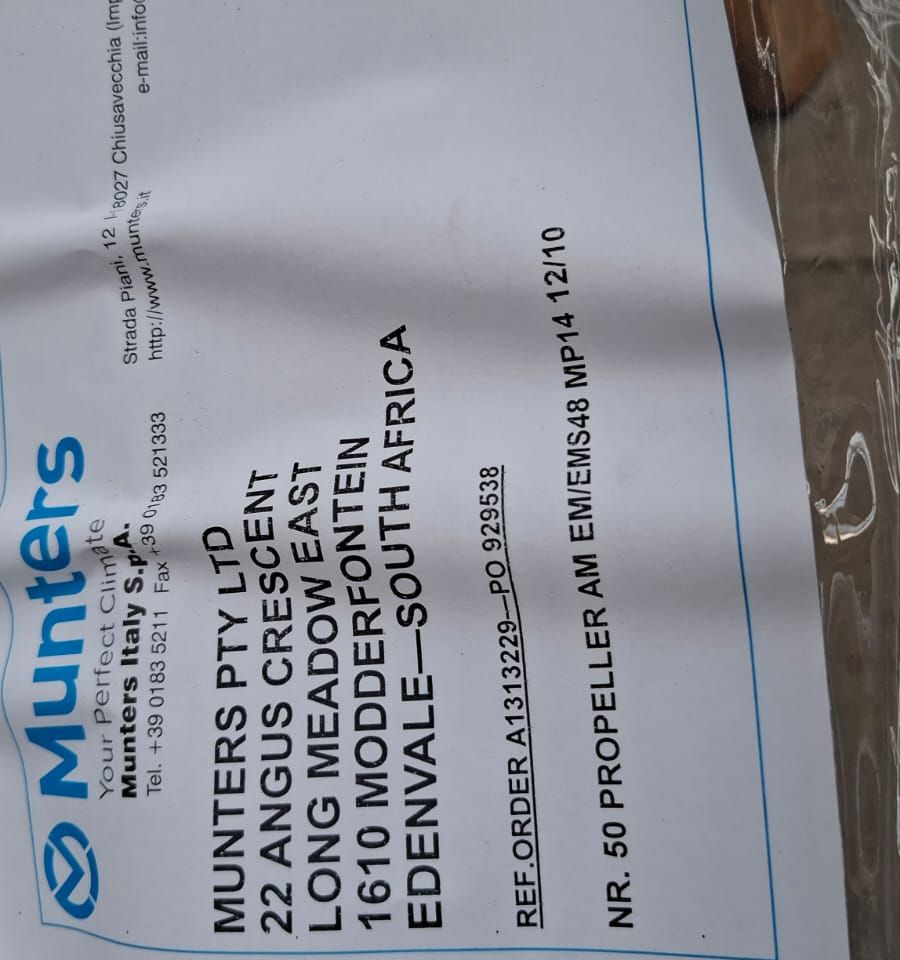 Munters
Your Perfect Climate
Munters Italy S.p.A.
Tel. +39 0183 5211 Fax +39 0183 521333
Strada Piani, 12 I-18027 Chiusavecchia (Imp
http://www.munters.it e-mail:info@
MUNTERS PTY LTD
22 ANGUS CRESCENT
LONG MEADOW EAST
1610 MODDERFONTEIN
EDENVALE—SOUTH AFRICA
REF.ORDER A1313229--PO 929538
NR. 50 PROPELLER AM EM/EMS48 MP14 12/10